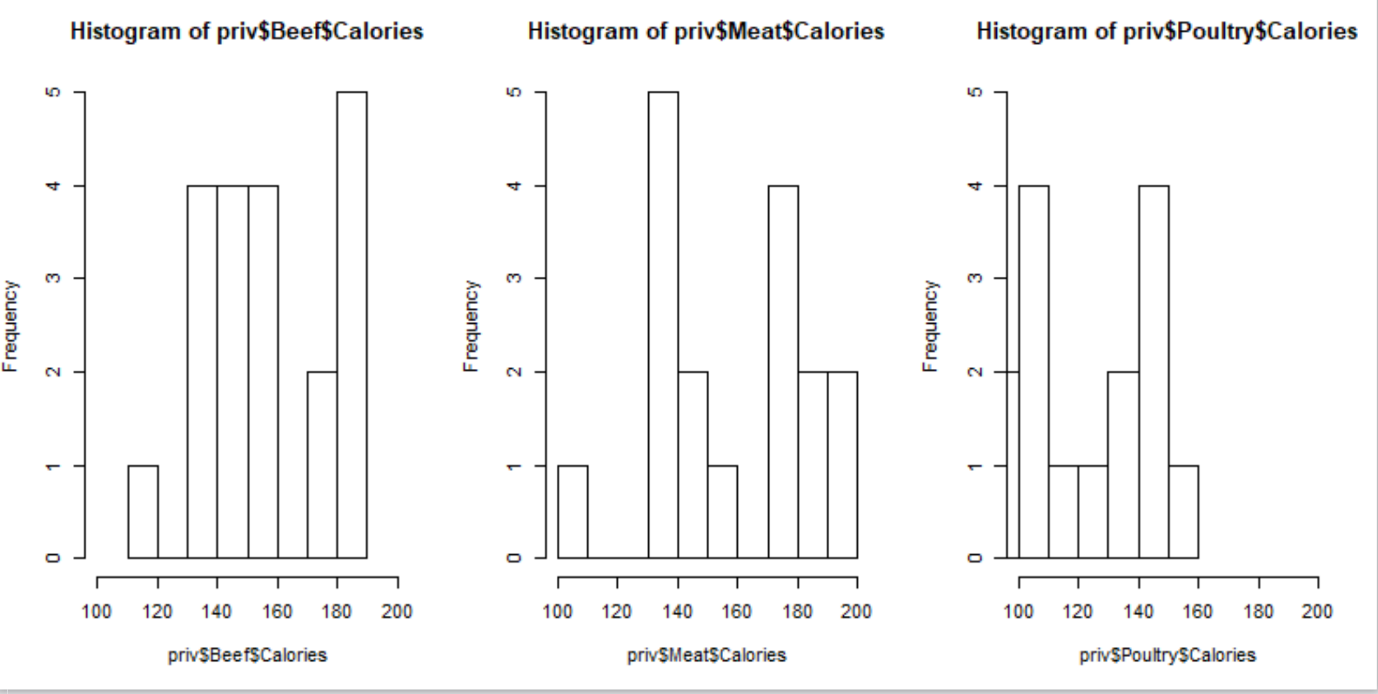 Histogram of priv$Beef$Calories
Frequency
5
4
3
2
1
0
100 120 140 160 180 200
priv$Beef$Calories
Histogram of priv$Meat$Calories
Frequency
5
4
3
2
1
0
100 120 140 160 180 200
priv$Meat$Calories
Histogram of priv$Poultry$Calories
Frequency
5
4
3
2
1
0
100 120 140 160 180 200
priv$Poultry$Calories